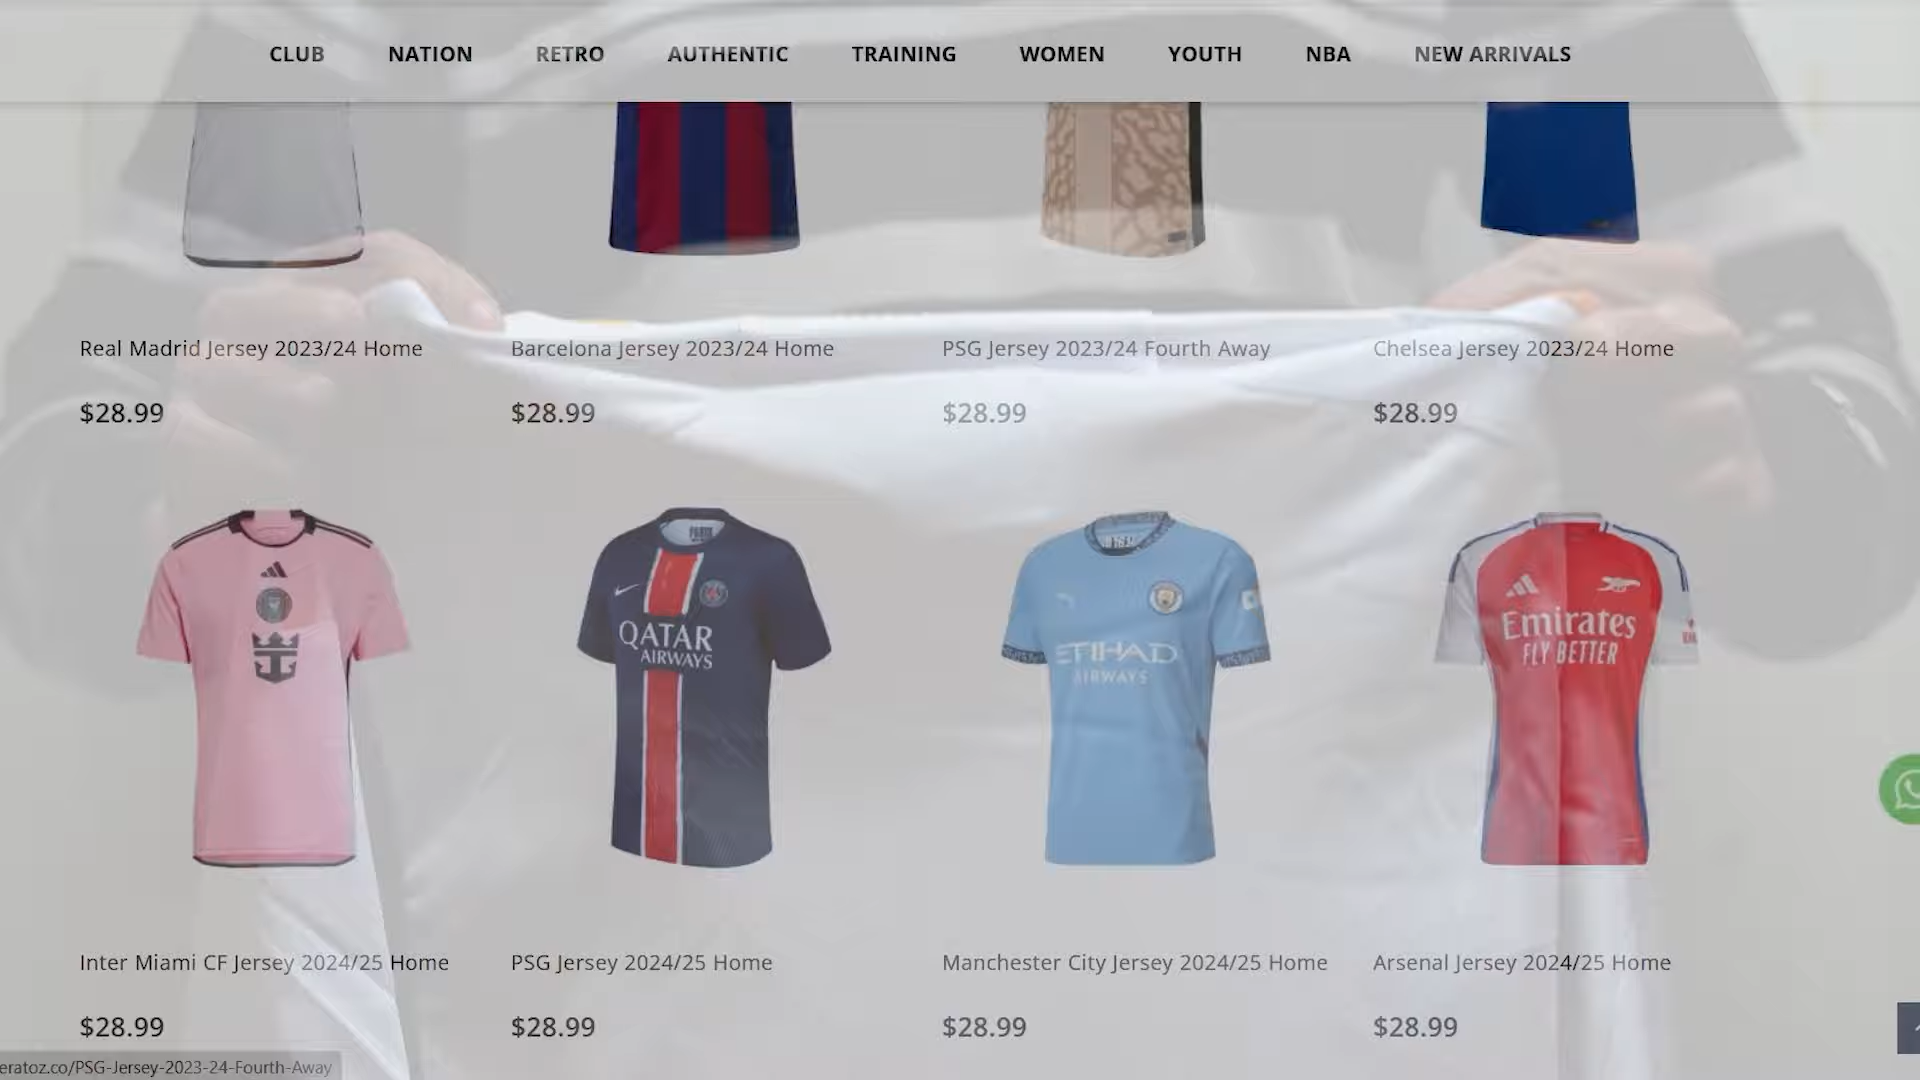 CLUB NATION RETRO AUTHENTIC TRAINING WOMEN YOUTH NBA NEW ARRIVALS
Real Madrid Jersey 2023/24 Home
Barcelona Jersey 2023/24 Home
PSG Jersey 2023/24 Fourth Away
Chelsea Jersey 2023/24 Home
$28.99
$28.99
$28.99
$28.99
QATAR
AIRWAYS
ETIHAD
AIRWAYS
Emirates
FLY BETTER
Inter Miami CF Jersey 2024/25 Home
PSG Jersey 2024/25 Home
Manchester City Jersey 2024/25 Home
Arsenal Jersey 2024/25 Home
$28.99
$28.99
$28.99
$28.99
eratoz.co/PSG-Jersey-2023-24-Fourth-Away